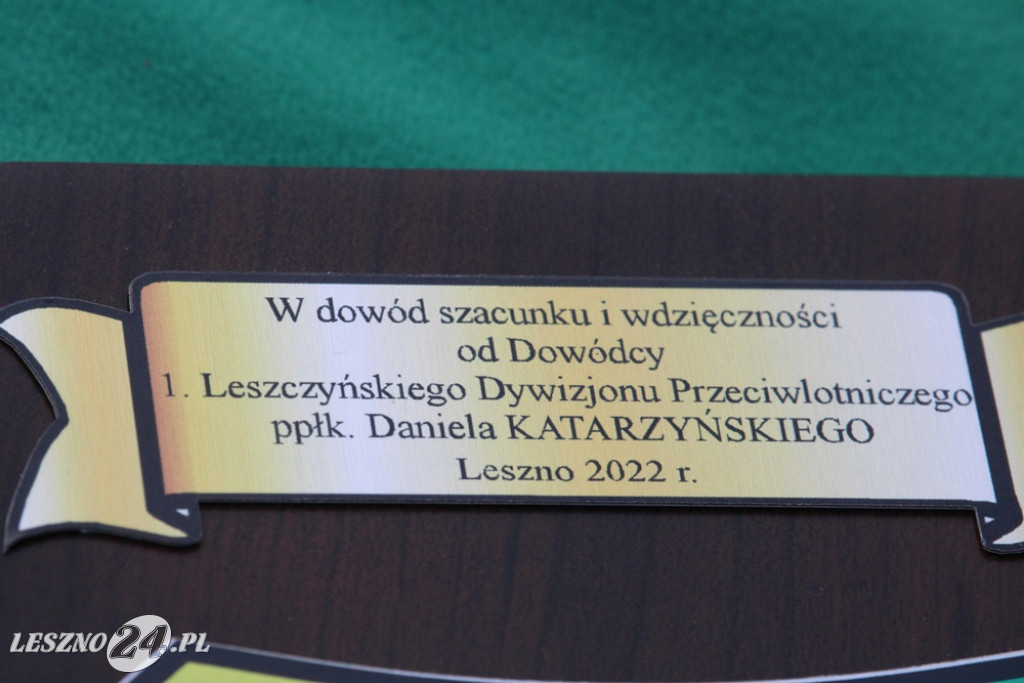 W dowód szacunku i wdzięczności
od Dowódcy
1. Leszczyńskiego Dywizjonu Przeciwlotniczego
ppłk. Daniela KATARZYŃSKIEGO
Leszno 2022 r.
LESZNO24.PL